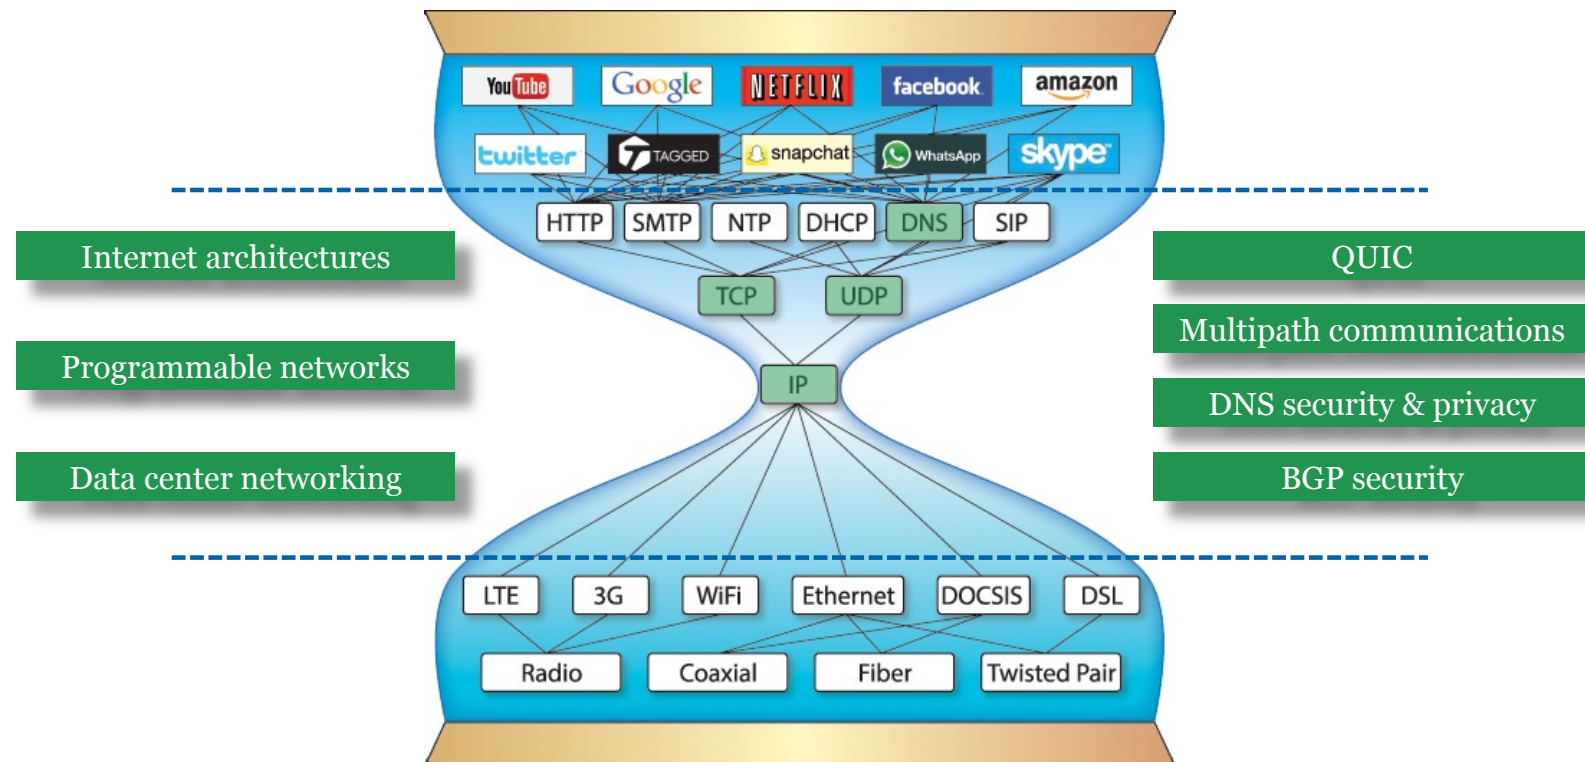 YouTube
Google
NETFLIX
facebook.
amazon
twitter
TAGGED
snapchat
WhatsApp
skype™
HTTP
SMTP
NTP
DHCP
DNS
SIP
Internet architectures
QUIC
TCP
UDP
Multipath communications
Programmable networks
IP
DNS security & privacy
Data center networking
BGP security
LTE
3G
WiFi
Ethernet
DOCSIS
DSL
Radio
Coaxial
Fiber
Twisted Pair